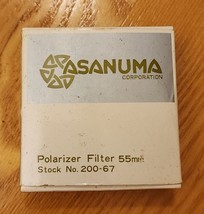 ASANUMA
CORPORATION
Polarizer Filter 55mm
Stock No. 200-67